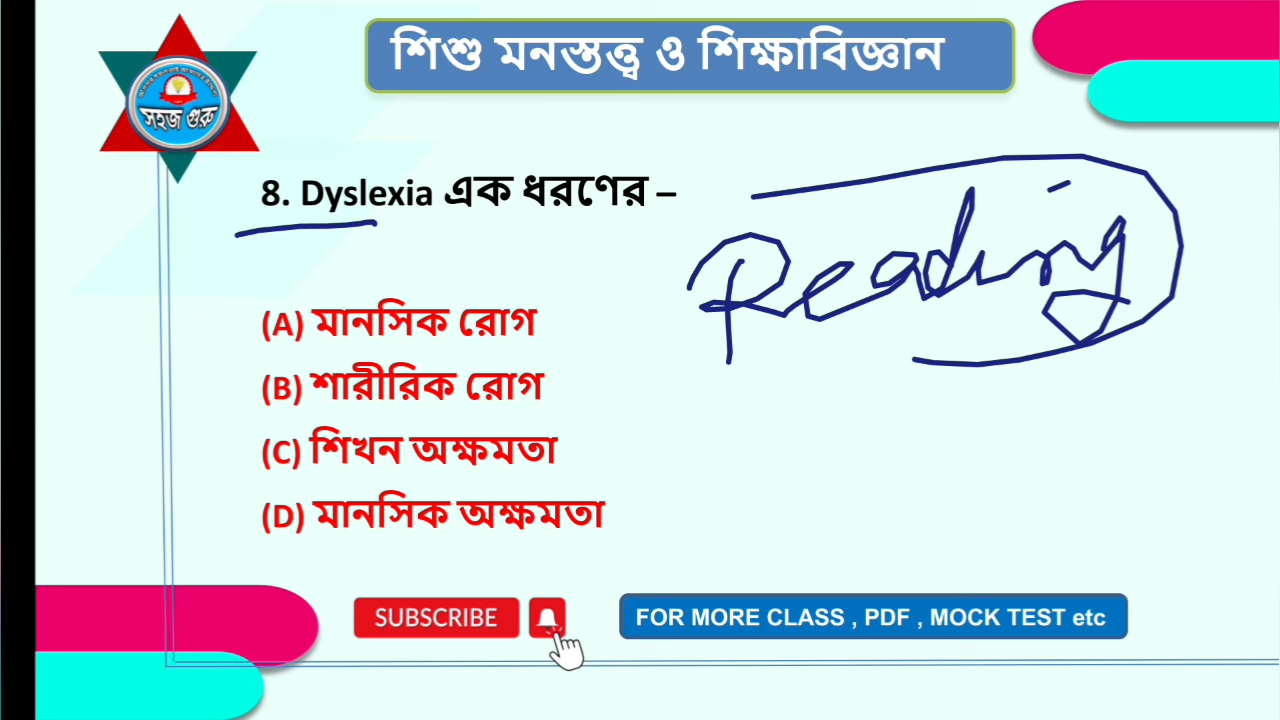 শিশু মনস্তত্ত্ব ও শিক্ষাবিজ্ঞান
সহজ গুরু
8. Dyslexia এক ধরণের –
Reading
(A) মানসিক রোগ
(B) শারীরিক রোগ
(C) শিখন অক্ষমতা
(D) মানসিক অক্ষমতা
SUBSCRIBE
FOR MORE CLASS , PDF , MOCK TEST etc